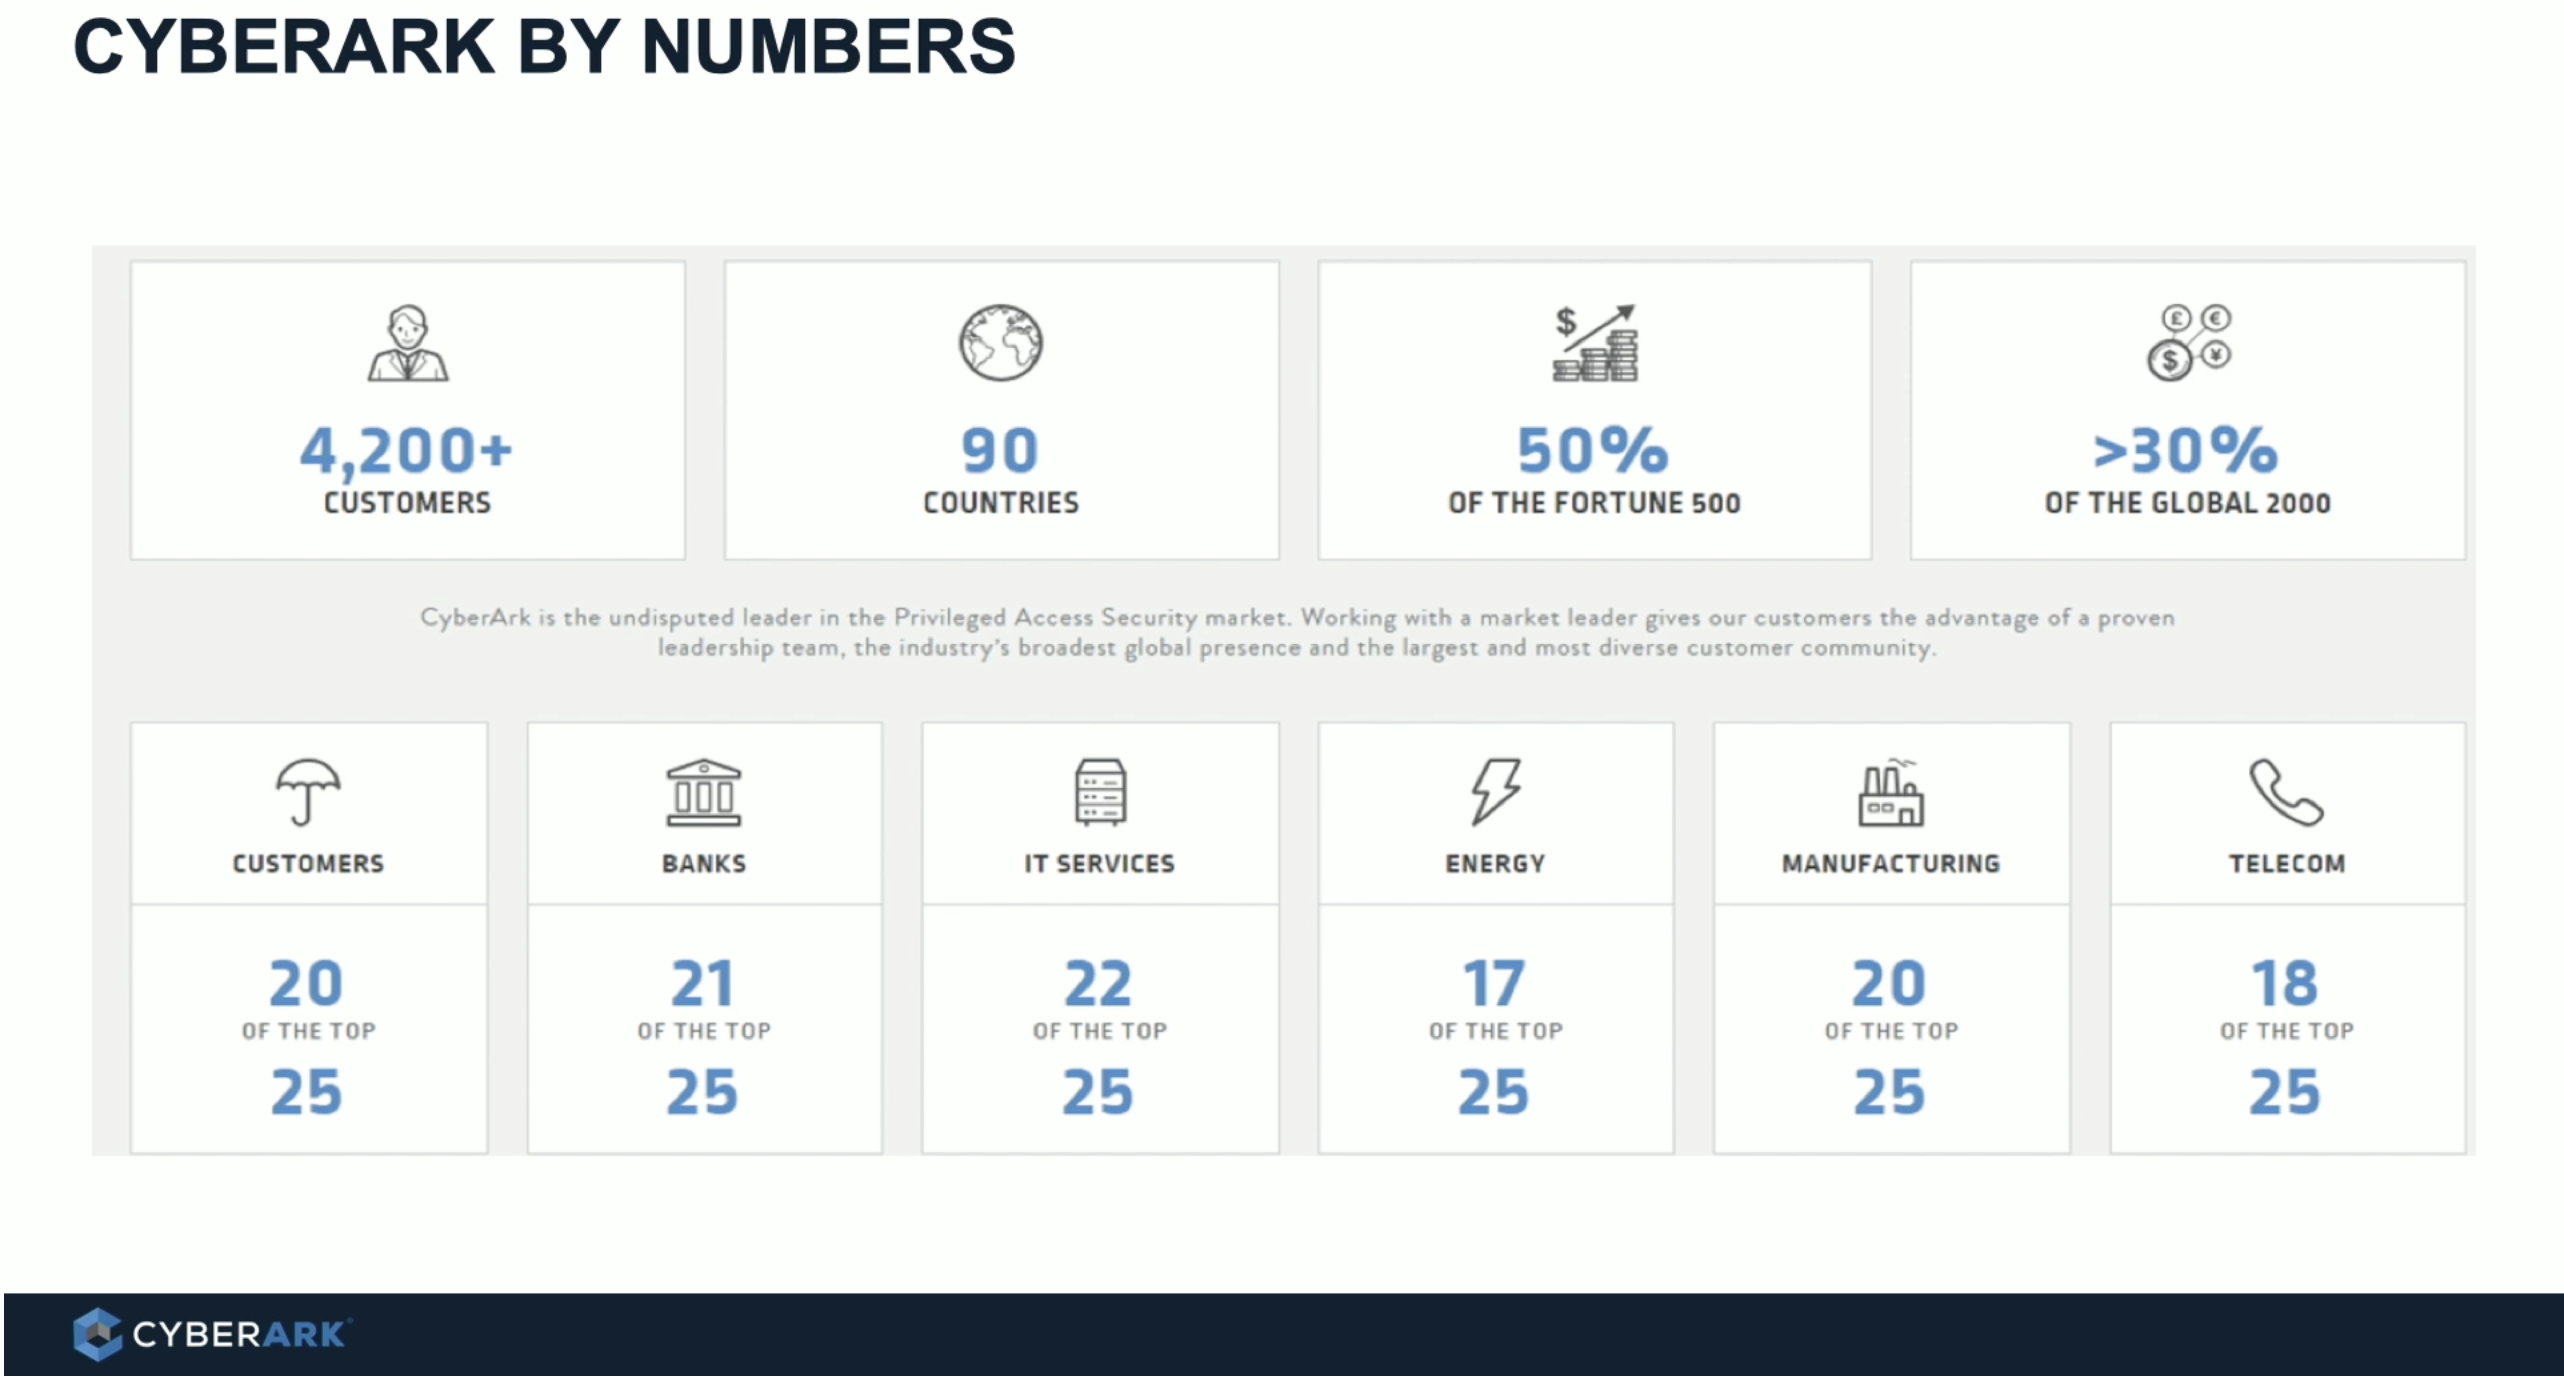 CYBERARK BY NUMBERS
4,200+
CUSTOMERS
90
COUNTRIES
50%
OF THE FORTUNE 500
>30%
OF THE GLOBAL 2000
CyberArk is the undisputed leader in the Privileged Access Security market. Working with a market leader gives our customers the advantage of a proven
leadership team, the industry's broadest global presence and the largest and most diverse customer community.
CUSTOMERS
20
OF THE TOP
25
BANKS
21
OF THE TOP
25
IT SERVICES
22
OF THE TOP
25
ENERGY
17
OF THE TOP
25
MANUFACTURING
20
OF THE TOP
25
TELECOM
18
OF THE TOP
25
CYBERARK